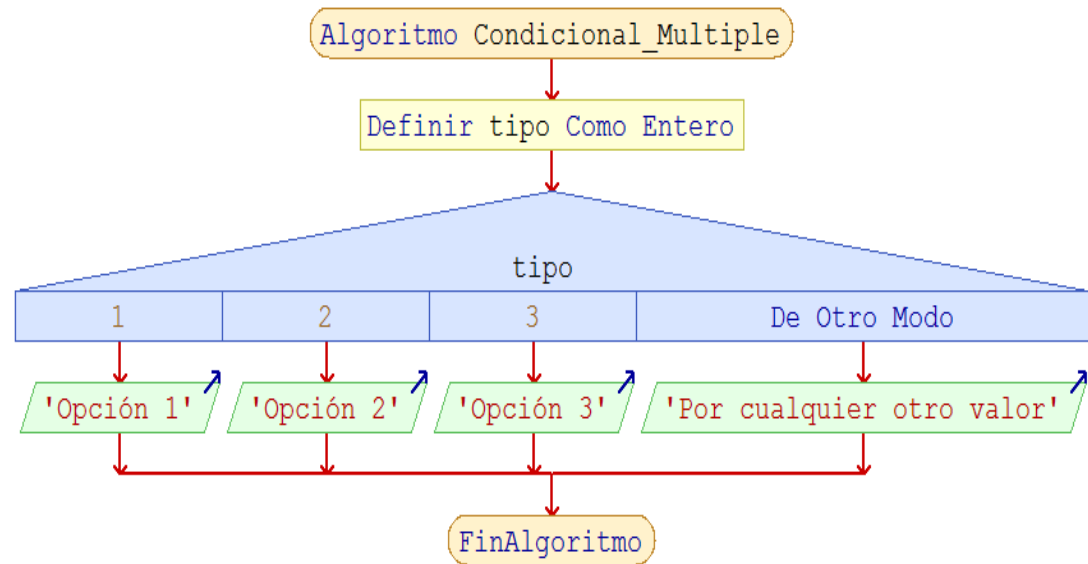 Algoritmo Condicional_Multiple
Definir tipo Como Entero
tipo
1 2 3 De Otro Modo
'Opción 1' 'Opción 2' 'Opción 3' 'Por cualquier otro valor'
FinAlgoritmo